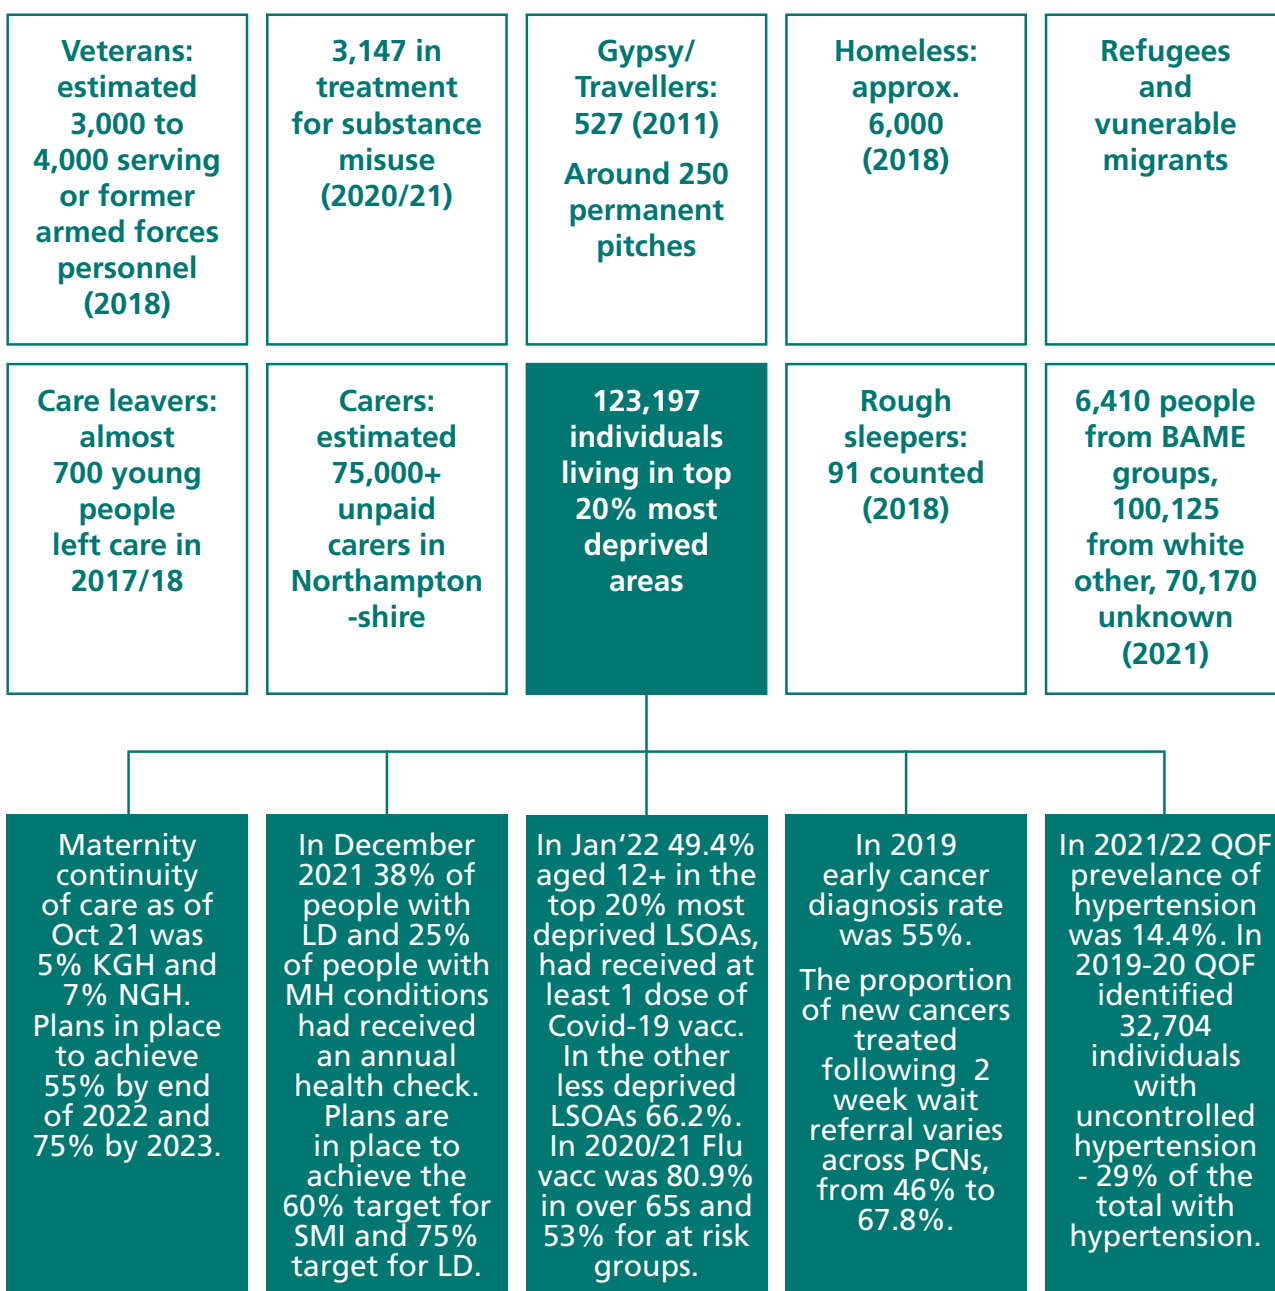 Veterans:
estimated
3,000 to
4,000 serving
or former
armed forces
personnel
(2018)
3,147 in
treatment
for substance
misuse
(2020/21)
Gypsy/
Travellers:
527 (2011)
Around 250
permanent
pitches
Homeless:
approx.
6,000
(2018)
Refugees
and
vunerable
migrants
Care leavers:
almost
700 young
people
left care in
2017/18
Carers:
estimated
75,000+
unpaid
carers in
Northampton
-shire
123,197
individuals
living in top
20% most
deprived
areas
Rough
sleepers:
91 counted
(2018)
6,410 people
from BAME
groups,
100,125
from white
other, 70,170
unknown
(2021)
Maternity
continuity
of care as of
Oct 21 was
5% KGH and
7% NGH.
Plans in place
to achieve
55% by end
of 2022 and
75% by 2023.
In December
2021 38% of
people with
LD and 25%
of people with
MH conditions
had received
an annual
health check.
Plans are
in place to
achieve the
60% target for
SMI and 75%
target for LD.
In Jan‘22 49.4%
aged 12+ in the
top 20% most
deprived LSOAs,
had received at
least 1 dose of
Covid-19 vacc.
In the other
less deprived
LSOAs 66.2%.
In 2020/21 Flu
vacc was 80.9%
in over 65s and
53% for at risk
groups.
In 2019
early cancer
diagnosis rate
was 55%.
The proportion
of new cancers
treated
following 2
week wait
referral varies
across PCNs,
from 46% to
67.8%.
In 2021/22 QOF
prevelance of
hypertension
was 14.4%. In
2019-20 QOF
identified
32,704
individuals
with
uncontrolled
hypertension
- 29% of the
total with
hypertension.